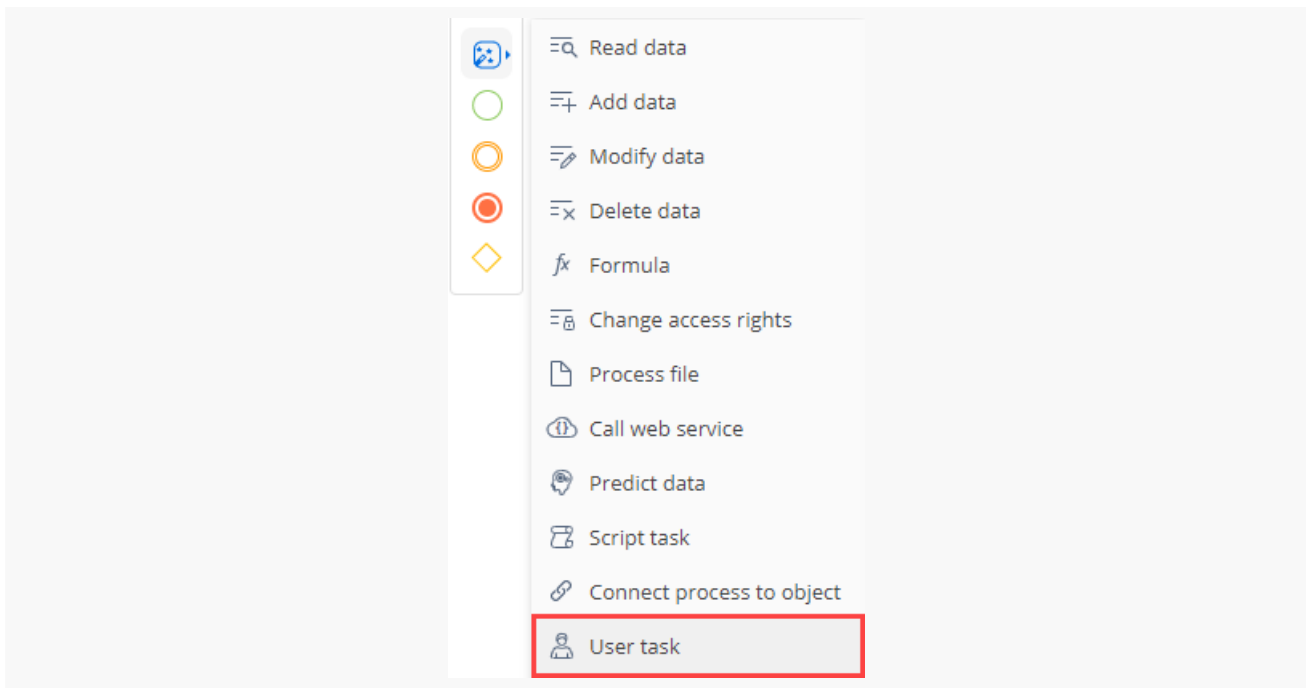 Read data
Add data
Modify data
Delete data
fx Formula
Change access rights
Process file
Call web service
Predict data
Script task
Connect process to object
User task